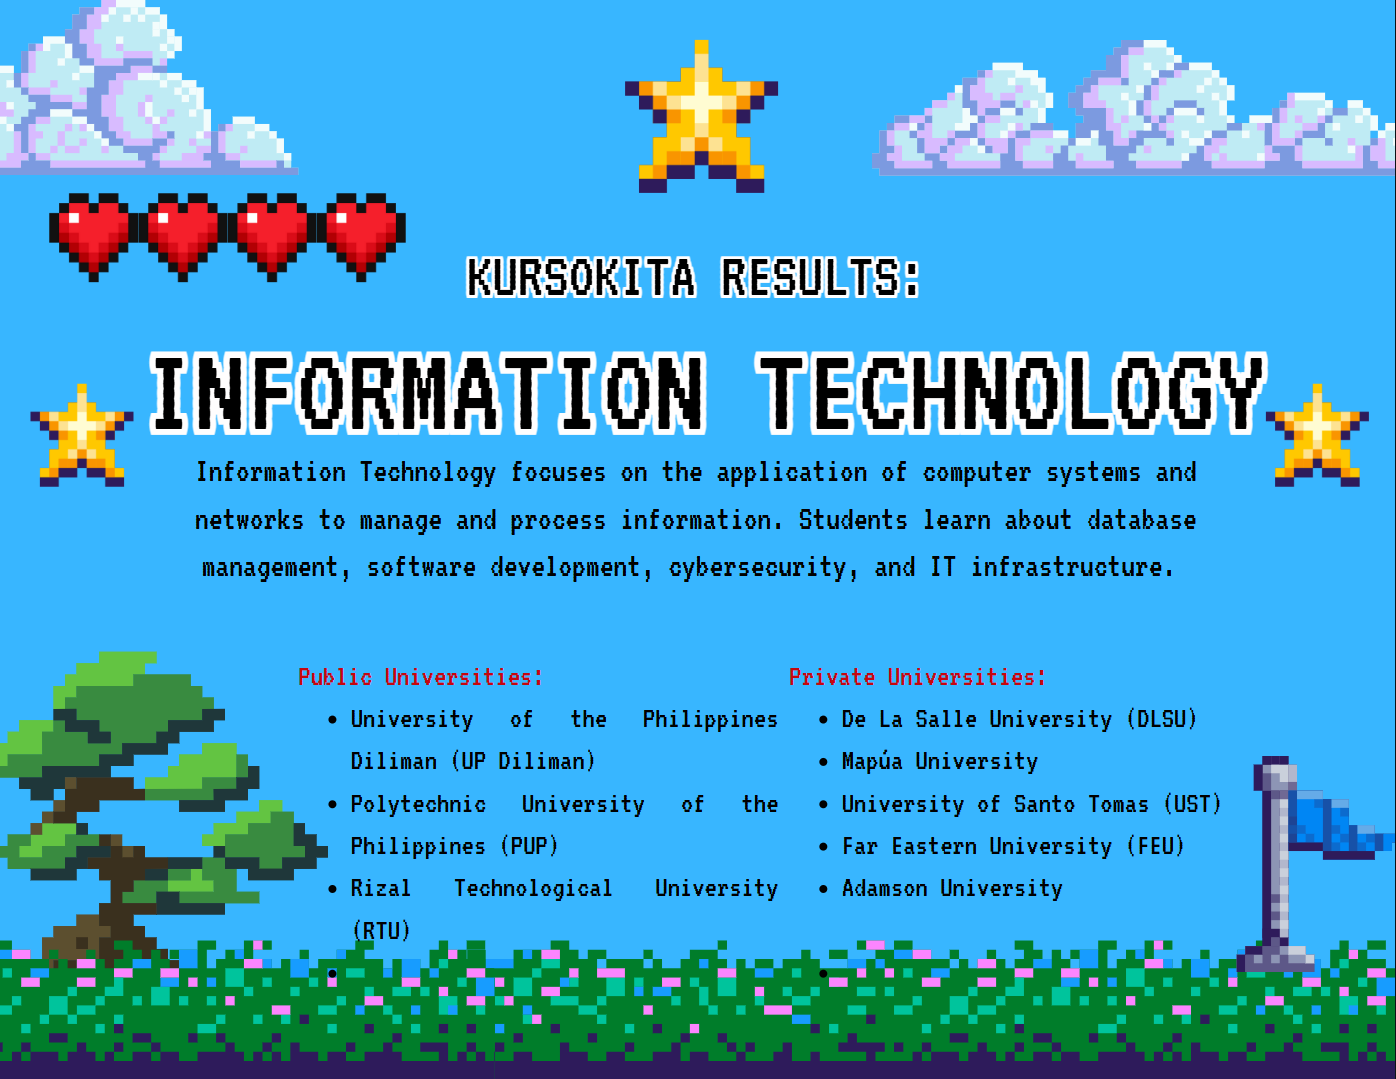 KURSOKITA RESULTS:
INFORMATION TECHNOLOGY
Information Technology focuses on the application of computer systems and
networks to manage and process information. Students learn about database
management, software development, cybersecurity, and IT infrastructure.
Public Universities:
• University of the Philippines
Diliman (UP Diliman)
• Polytechnic University of the
Philippines (PUP)
• Rizal Technological University
(RTU)
•
Private Universities:
• De La Salle University (DLSU)
• Mapúa University
• University of Santo Tomas (UST)
• Far Eastern University (FEU)
• Adamson University
•